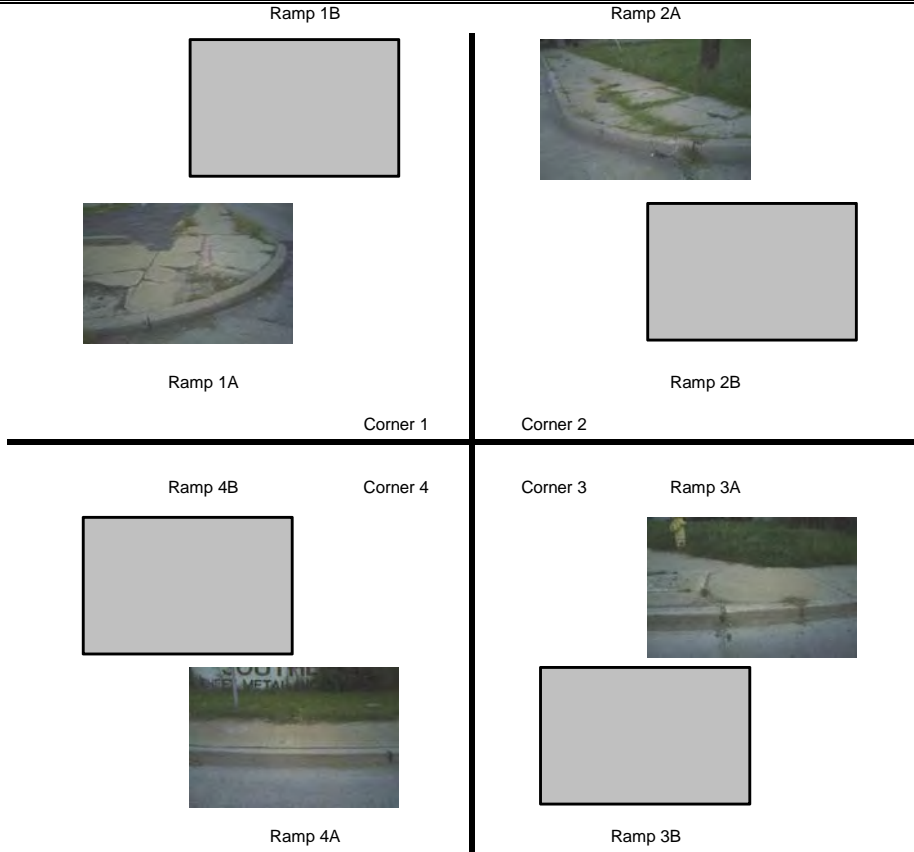 Ramp 1B Ramp 2A
Ramp 1A Ramp 2B
Corner 1 Corner 2
Ramp 4B Corner 4 Corner 3 Ramp 3A
METAL
Ramp 4A Ramp 3B